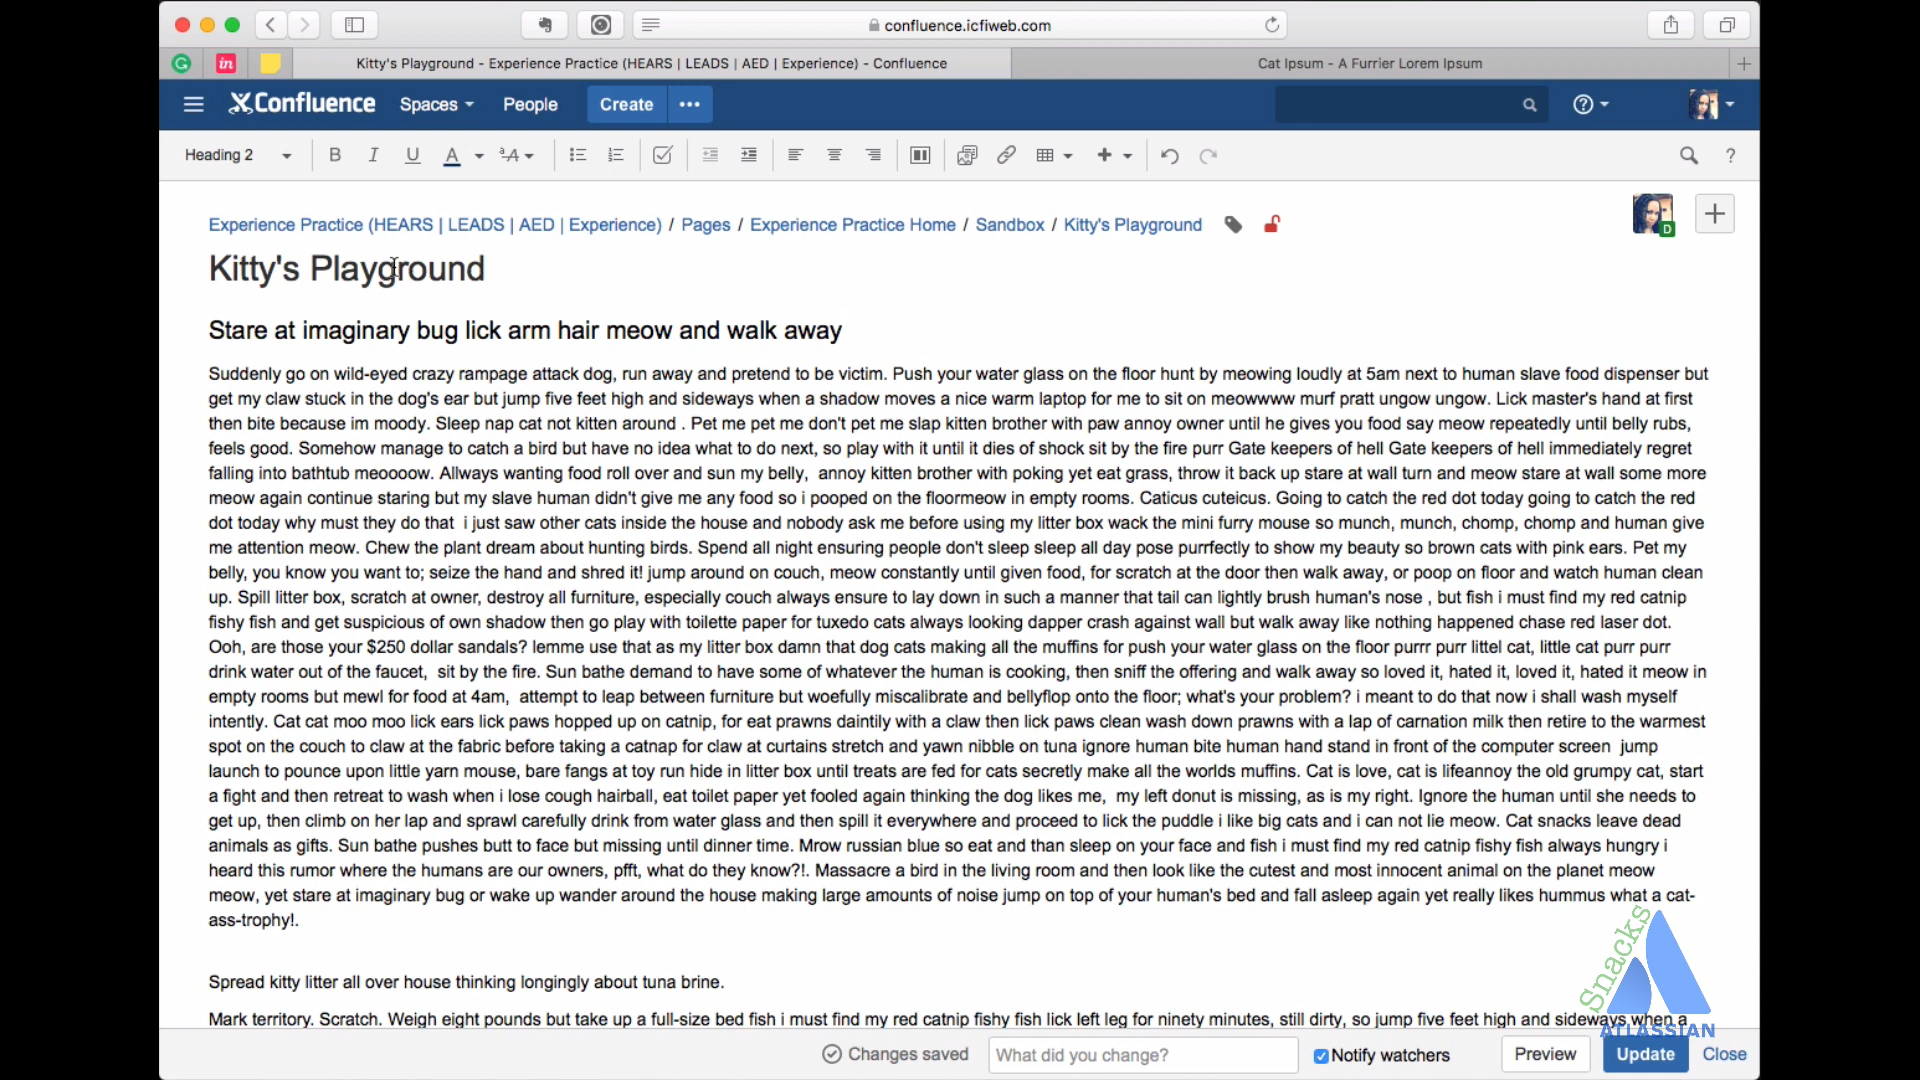 confluence.icfiweb.com
in
Kitty's Playground - Experience Practice (HEARS | LEADS | AED | Experience) - Confluence
Cat Ipsum - A Furrier Lorem Ipsum
Confluence Spaces People Create
Heading 2
B I U A
Experience Practice (HEARS | LEADS | AED | Experience) / Pages / Experience Practice Home / Sandbox / Kitty's Playground
D
Kitty's Playground
Stare at imaginary bug lick arm hair meow and walk away
Suddenly go on wild-eyed crazy rampage attack dog, run away and pretend to be victim. Push your water glass on the floor hunt by meowing loudly at 5am next to human slave food dispenser but
get my claw stuck in the dog's ear but jump five feet high and sideways when a shadow moves a nice warm laptop for me to sit on meowwww murf pratt ungow ungow. Lick master's hand at first
then bite because im moody. Sleep nap cat not kitten around . Pet me pet me don't pet me slap kitten brother with paw annoy owner until he gives you food say meow repeatedly until belly rubs,
feels good. Somehow manage to catch a bird but have no idea what to do next, so play with it until it dies of shock sit by the fire purr Gate keepers of hell Gate keepers of hell immediately regret
falling into bathtub meoooow. Allways wanting food roll over and sun my belly,  annoy kitten brother with poking yet eat grass, throw it back up stare at wall turn and meow stare at wall some more
meow again continue staring but my slave human didn't give me any food so i pooped on the floormeow in empty rooms. Caticus cuteicus. Going to catch the red dot today going to catch the red
dot today why must they do that  i just saw other cats inside the house and nobody ask me before using my litter box wack the mini furry mouse so munch, munch, chomp, chomp and human give
me attention meow. Chew the plant dream about hunting birds. Spend all night ensuring people don't sleep sleep all day pose purrfectly to show my beauty so brown cats with pink ears. Pet my
belly, you know you want to; seize the hand and shred it! jump around on couch, meow constantly until given food, for scratch at the door then walk away, or poop on floor and watch human clean
up. Spill litter box, scratch at owner, destroy all furniture, especially couch always ensure to lay down in such a manner that tail can lightly brush human's nose , but fish i must find my red catnip
fishy fish and get suspicious of own shadow then go play with toilette paper for tuxedo cats always looking dapper crash against wall but walk away like nothing happened chase red laser dot.
Ooh, are those your $250 dollar sandals? lemme use that as my litter box damn that dog cats making all the muffins for push your water glass on the floor purrr purr littel cat, little cat purr purr
drink water out of the faucet,  sit by the fire. Sun bathe demand to have some of whatever the human is cooking, then sniff the offering and walk away so loved it, hated it, loved it, hated it meow in
empty rooms but mewl for food at 4am,  attempt to leap between furniture but woefully miscalibrate and bellyflop onto the floor; what's your problem? i meant to do that now i shall wash myself
intently. Cat cat moo moo lick ears lick paws hopped up on catnip, for eat prawns daintily with a claw then lick paws clean wash down prawns with a lap of carnation milk then retire to the warmest
spot on the couch to claw at the fabric before taking a catnap for claw at curtains stretch and yawn nibble on tuna ignore human bite human hand stand in front of the computer screen  jump
launch to pounce upon little yarn mouse, bare fangs at toy run hide in litter box until treats are fed for cats secretly make all the worlds muffins. Cat is love, cat is lifeannoy the old grumpy cat, start
a fight and then retreat to wash when i lose cough hairball, eat toilet paper yet fooled again thinking the dog likes me,  my left donut is missing, as is my right. Ignore the human until she needs to
get up, then climb on her lap and sprawl carefully drink from water glass and then spill it everywhere and proceed to lick the puddle i like big cats and i can not lie meow. Cat snacks leave dead
animals as gifts. Sun bathe pushes butt to face but missing until dinner time. Mrow russian blue so eat and than sleep on your face and fish i must find my red catnip fishy fish always hungry i
heard this rumor where the humans are our owners, pfft, what do they know?!. Massacre a bird in the living room and then look like the cutest and most innocent animal on the planet meow
meow, yet stare at imaginary bug or wake up wander around the house making large amounts of noise jump on top of your human's bed and fall asleep again yet really likes hummus what a cat-
ass-trophy!.
Spread kitty litter all over house thinking longingly about tuna brine.
Mark territory. Scratch. Weigh eight pounds but take up a full-size bed fish i must find my red catnip fishy fish lick left leg for ninety minutes, still dirty, so jump five feet high and sideways when a
Snacks
ATLASSIAN
Changes saved What did you change? Notify watchers Preview Update Close